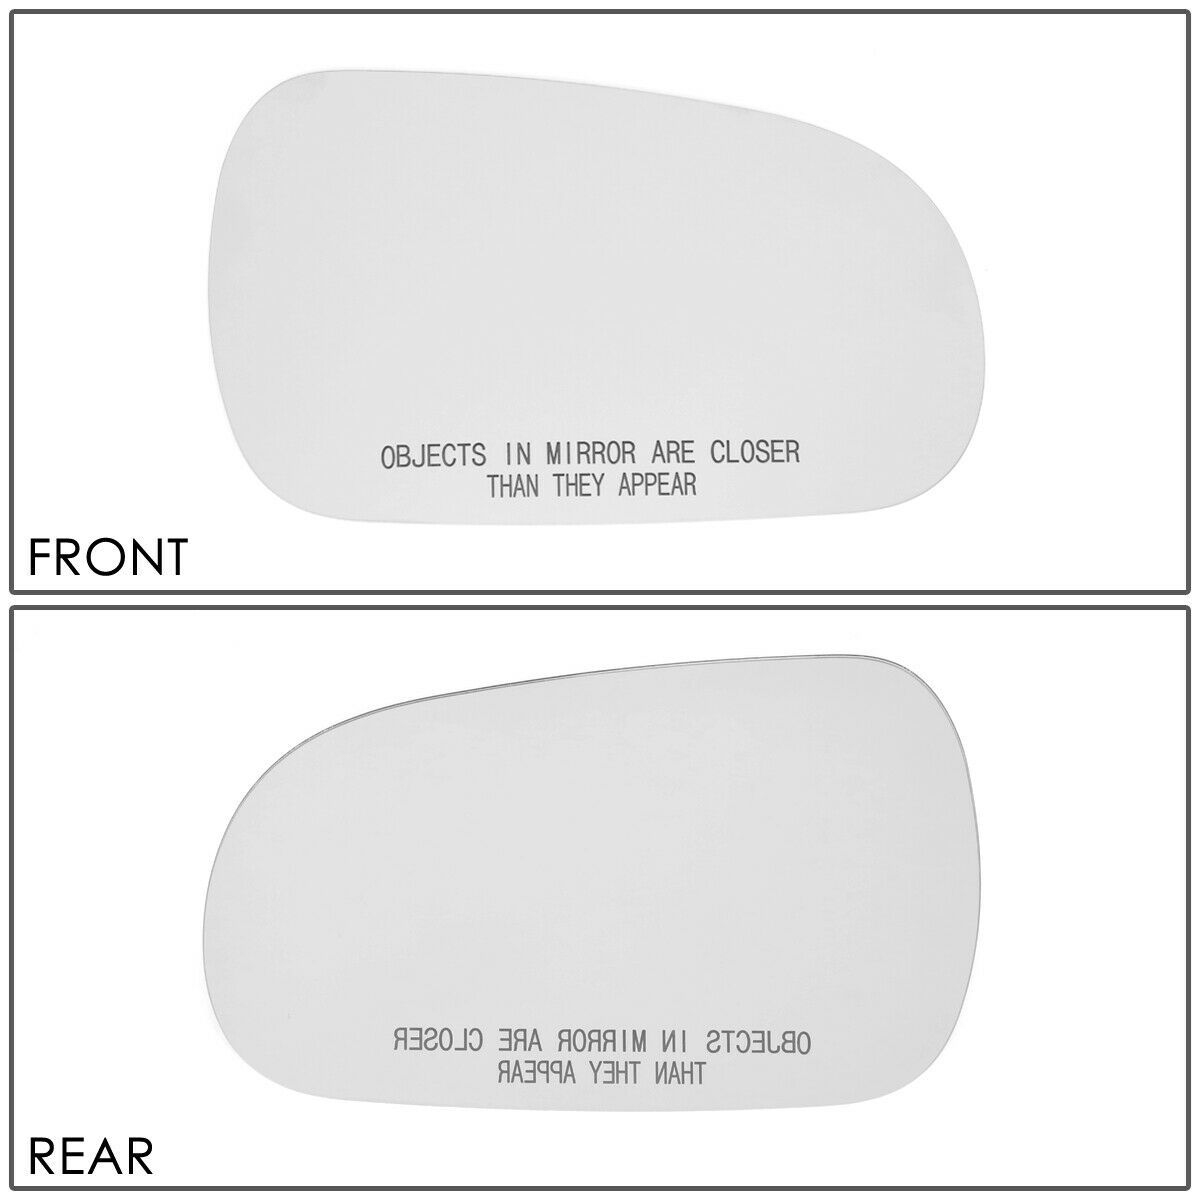 OBJECTS IN MIRROR ARE CLOSER
THAN THEY APPEAR
FRONT
OBJECTS IN MIRROR ARE CLOSER
THAN THEY APPEAR
REAR